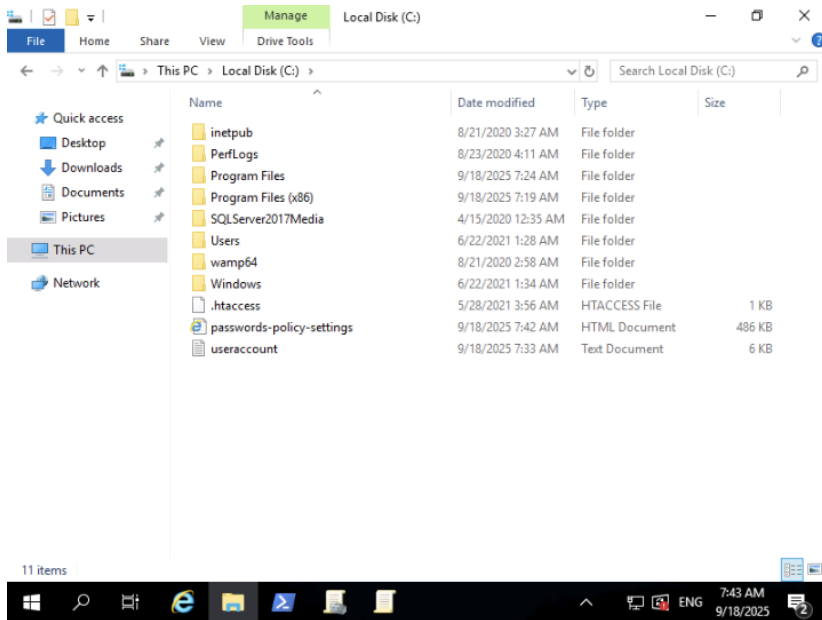 Manage Local Disk (C:)
File Home Share View Drive Tools
This PC > Local Disk (C:) > Search Local Disk (C:)
Name Date modified Type Size
Quick access
Desktop
Downloads
Documents
Pictures
This PC
Network
inetpub 8/21/2020 3:27 AM File folder
PerfLogs 8/23/2020 4:11 AM File folder
Program Files 9/18/2025 7:24 AM File folder
Program Files (x86) 9/18/2025 7:19 AM File folder
SQLServer2017Media 4/15/2020 12:35 AM File folder
Users 6/22/2021 1:28 AM File folder
wamp64 8/21/2020 2:58 AM File folder
Windows 6/22/2021 1:34 AM File folder
.htaccess 5/28/2021 3:56 AM HTACCESS File 1 KB
passwords-policy-settings 9/18/2025 7:42 AM HTML Document 486 KB
useraccount 9/18/2025 7:33 AM Text Document 6 KB
11 items
ENG 7:43 AM
9/18/2025 2